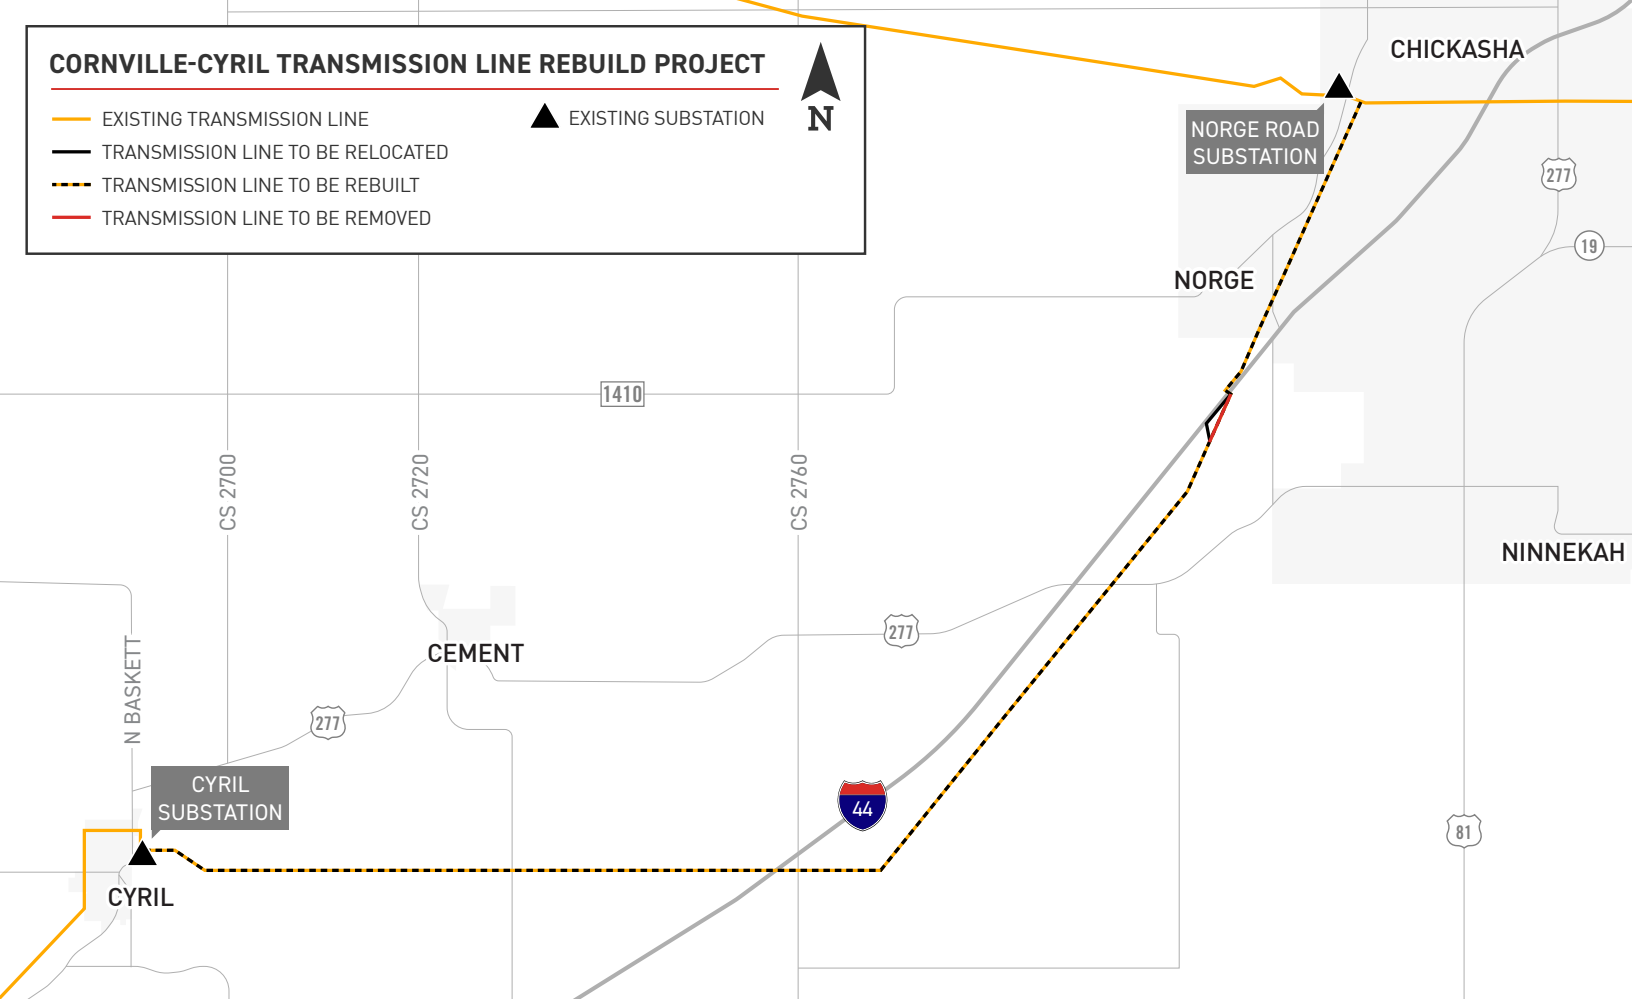 CORNVILLE-CYRIL TRANSMISSION LINE REBUILD PROJECT
EXISTING TRANSMISSION LINE
TRANSMISSION LINE TO BE RELOCATED
TRANSMISSION LINE TO BE REBUILT
TRANSMISSION LINE TO BE REMOVED
EXISTING SUBSTATION
N
CHICKASHA
NORGE ROAD
SUBSTATION
277
19
NORGE
1410
CS 2700
CS 2720
CS 2760
NINNEKAH
277
CEMENT
N BASKETT
277
CYRIL
SUBSTATION
44
81
CYRIL